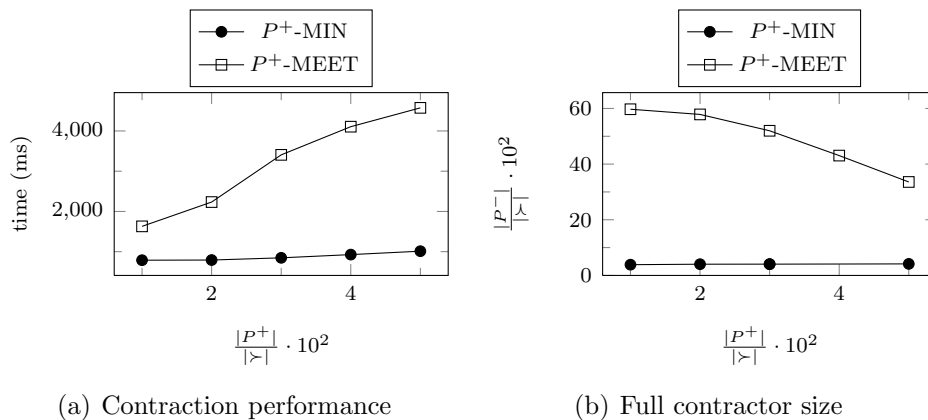 P⁺-MIN
P⁺-MEET
4,000
2,000
time (ms)
2
4
|P⁺|/|≻| · 10²
(a) Contraction performance
P⁺-MIN
P⁺-MEET
60
40
20
0
|P⁻|/|≻| · 10²
2
4
|P⁺|/|≻| · 10²
(b) Full contractor size